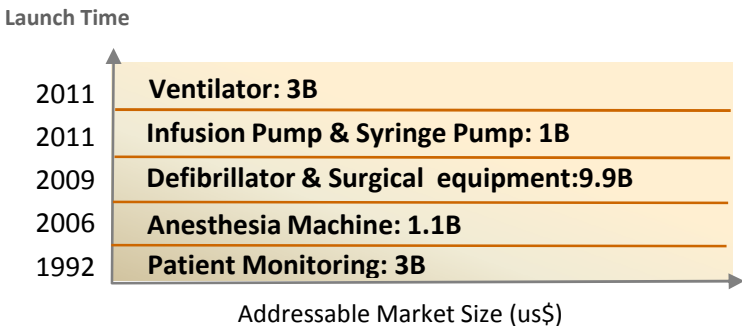 Launch Time
2011 Ventilator: 3B
2011 Infusion Pump & Syringe Pump: 1B
2009 Defibrillator & Surgical equipment:9.9B
2006 Anesthesia Machine: 1.1B
1992 Patient Monitoring: 3B
Addressable Market Size (us$)